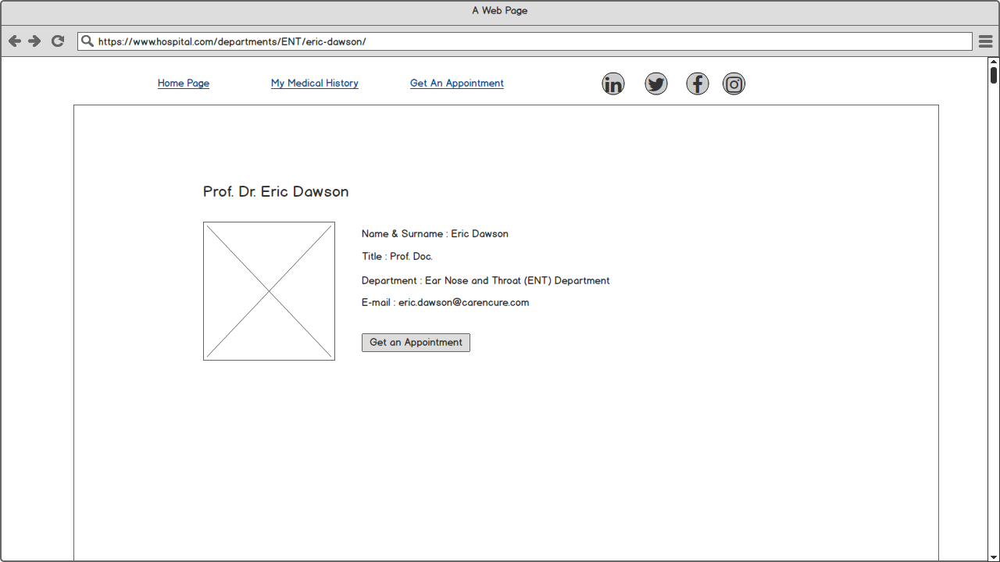 A Web Page
https://www.hospital.com/departments/ENT/eric-dawson/
Home Page
My Medical History
Get An Appointment
in
Prof. Dr. Eric Dawson
Name & Surname : Eric Dawson
Title : Prof. Doc.
Department : Ear Nose and Throat (ENT) Department
E-mail : eric.dawson@carencure.com
Get an Appointment